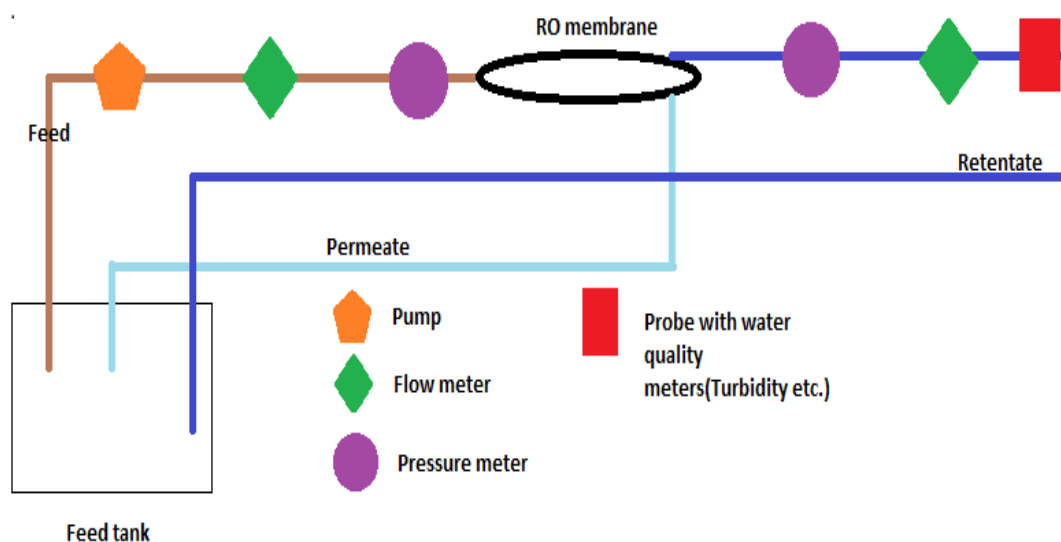 RO membrane
Feed
Retentate
Permeate
Pump
Probe with water
quality
meters(Turbidity etc.)
Flow meter
Pressure meter
Feed tank